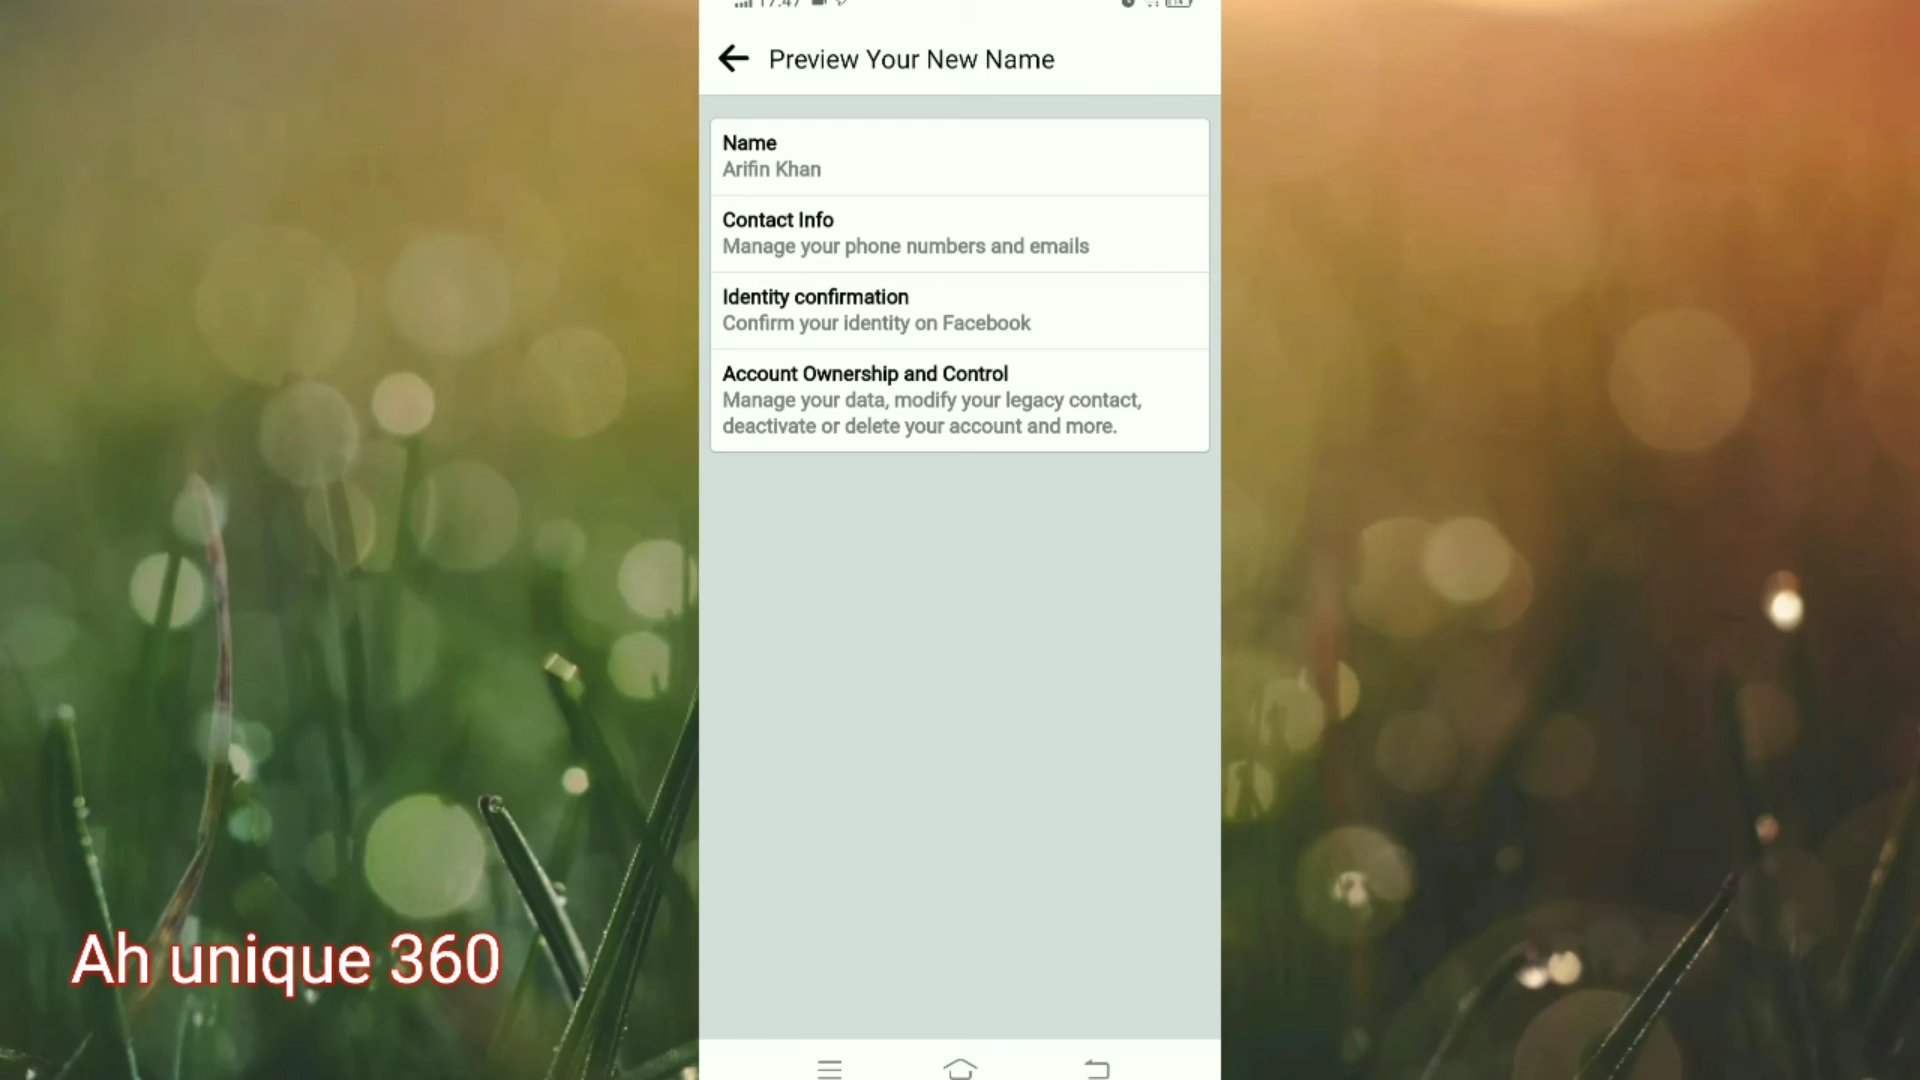 17:47
Preview Your New Name
Name
Arifin Khan
Contact Info
Manage your phone numbers and emails
Identity confirmation
Confirm your identity on Facebook
Account Ownership and Control
Manage your data, modify your legacy contact,
deactivate or delete your account and more.
Ah unique 360